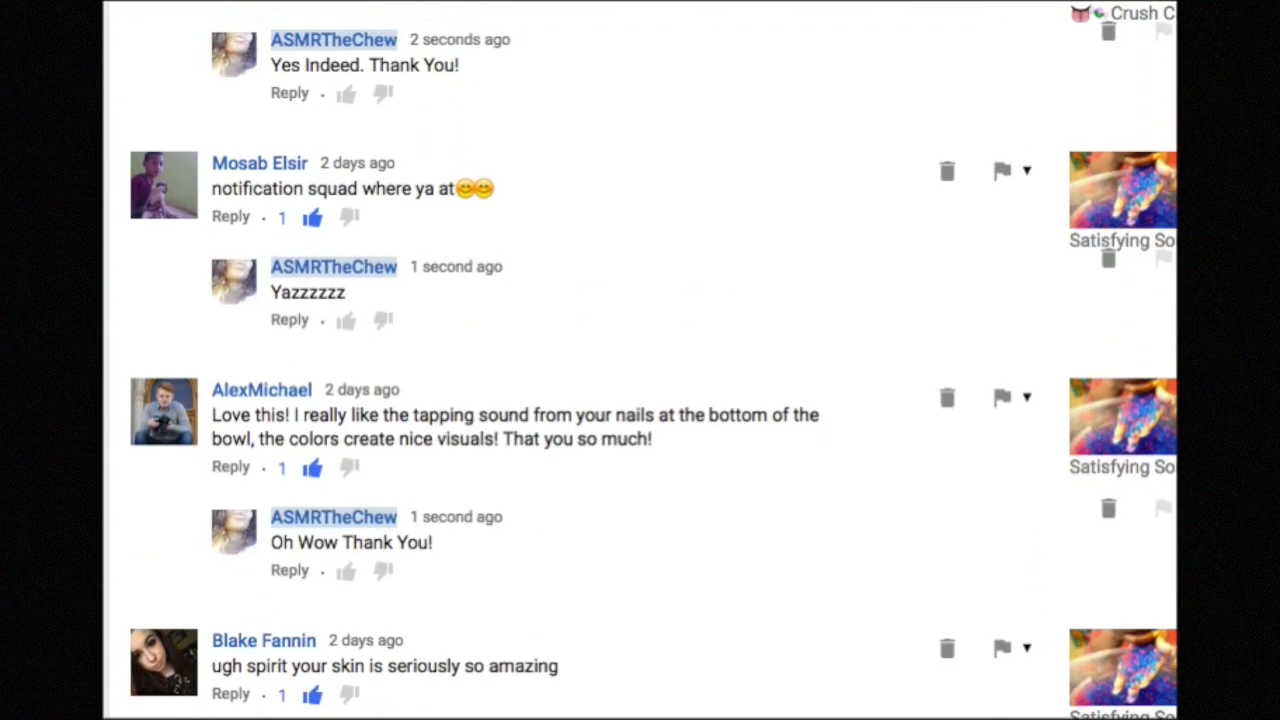 Crush C
ASMRTheChew 2 seconds ago
Yes Indeed. Thank You!
Reply .
Mosab Elsir 2 days ago
notification squad where ya at😊😊
Reply . 1
Satisfying So
ASMRTheChew 1 second ago
Yazzzzzz
Reply .
AlexMichael 2 days ago
Love this! I really like the tapping sound from your nails at the bottom of the
bowl, the colors create nice visuals! That you so much!
Reply . 1
Satisfying So
ASMRTheChew 1 second ago
Oh Wow Thank You!
Reply .
Blake Fannin 2 days ago
ugh spirit your skin is seriously so amazing
Reply . 1
Satisfying So